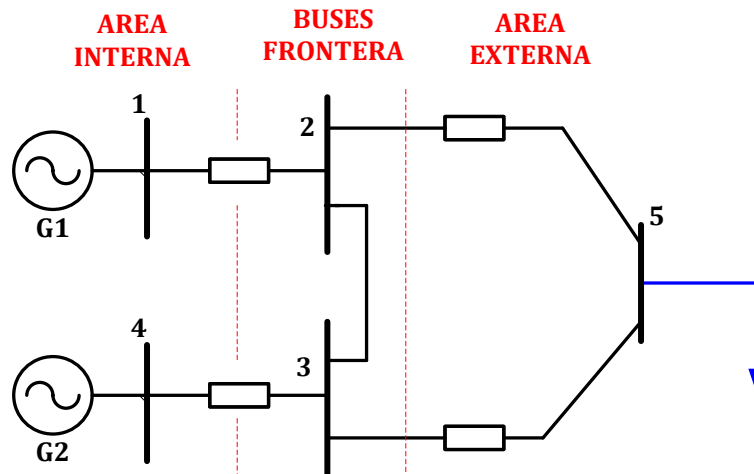 AREA
INTERNA
BUSES
FRONTERA
AREA
EXTERNA
1
2
5
G1
4
3
G2